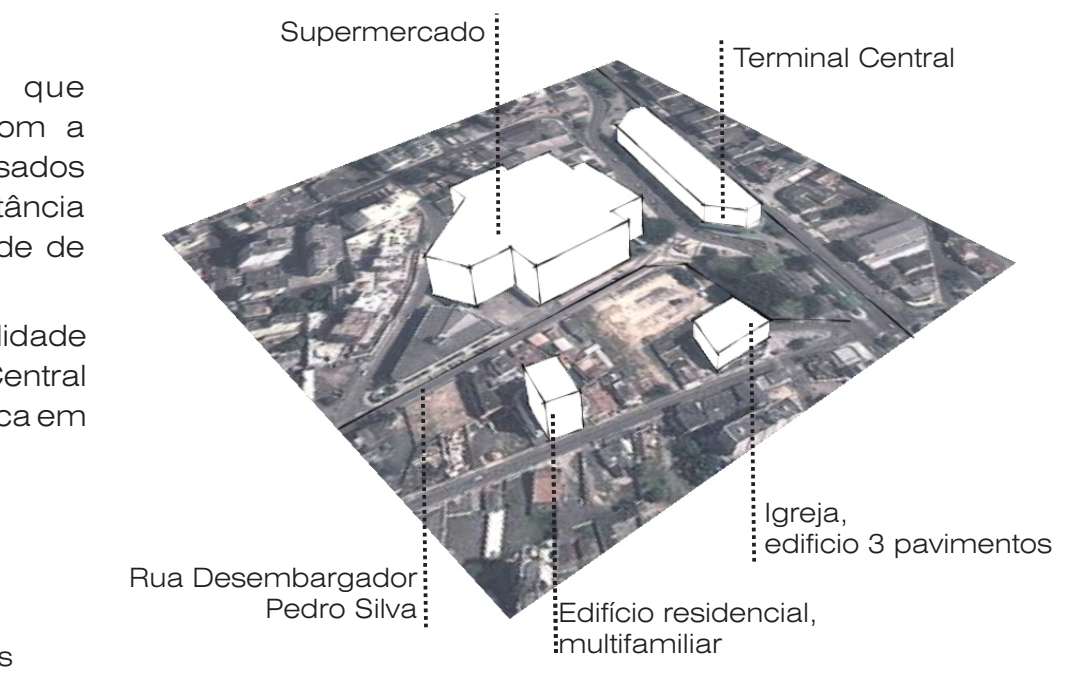 que
om a
sados
tância
de de
lidade
Central
ca em
s
Supermercado
Terminal Central
Igreja,
edificio 3 pavimentos
Rua Desembargador
Pedro Silva
Edifício residencial,
multifamiliar